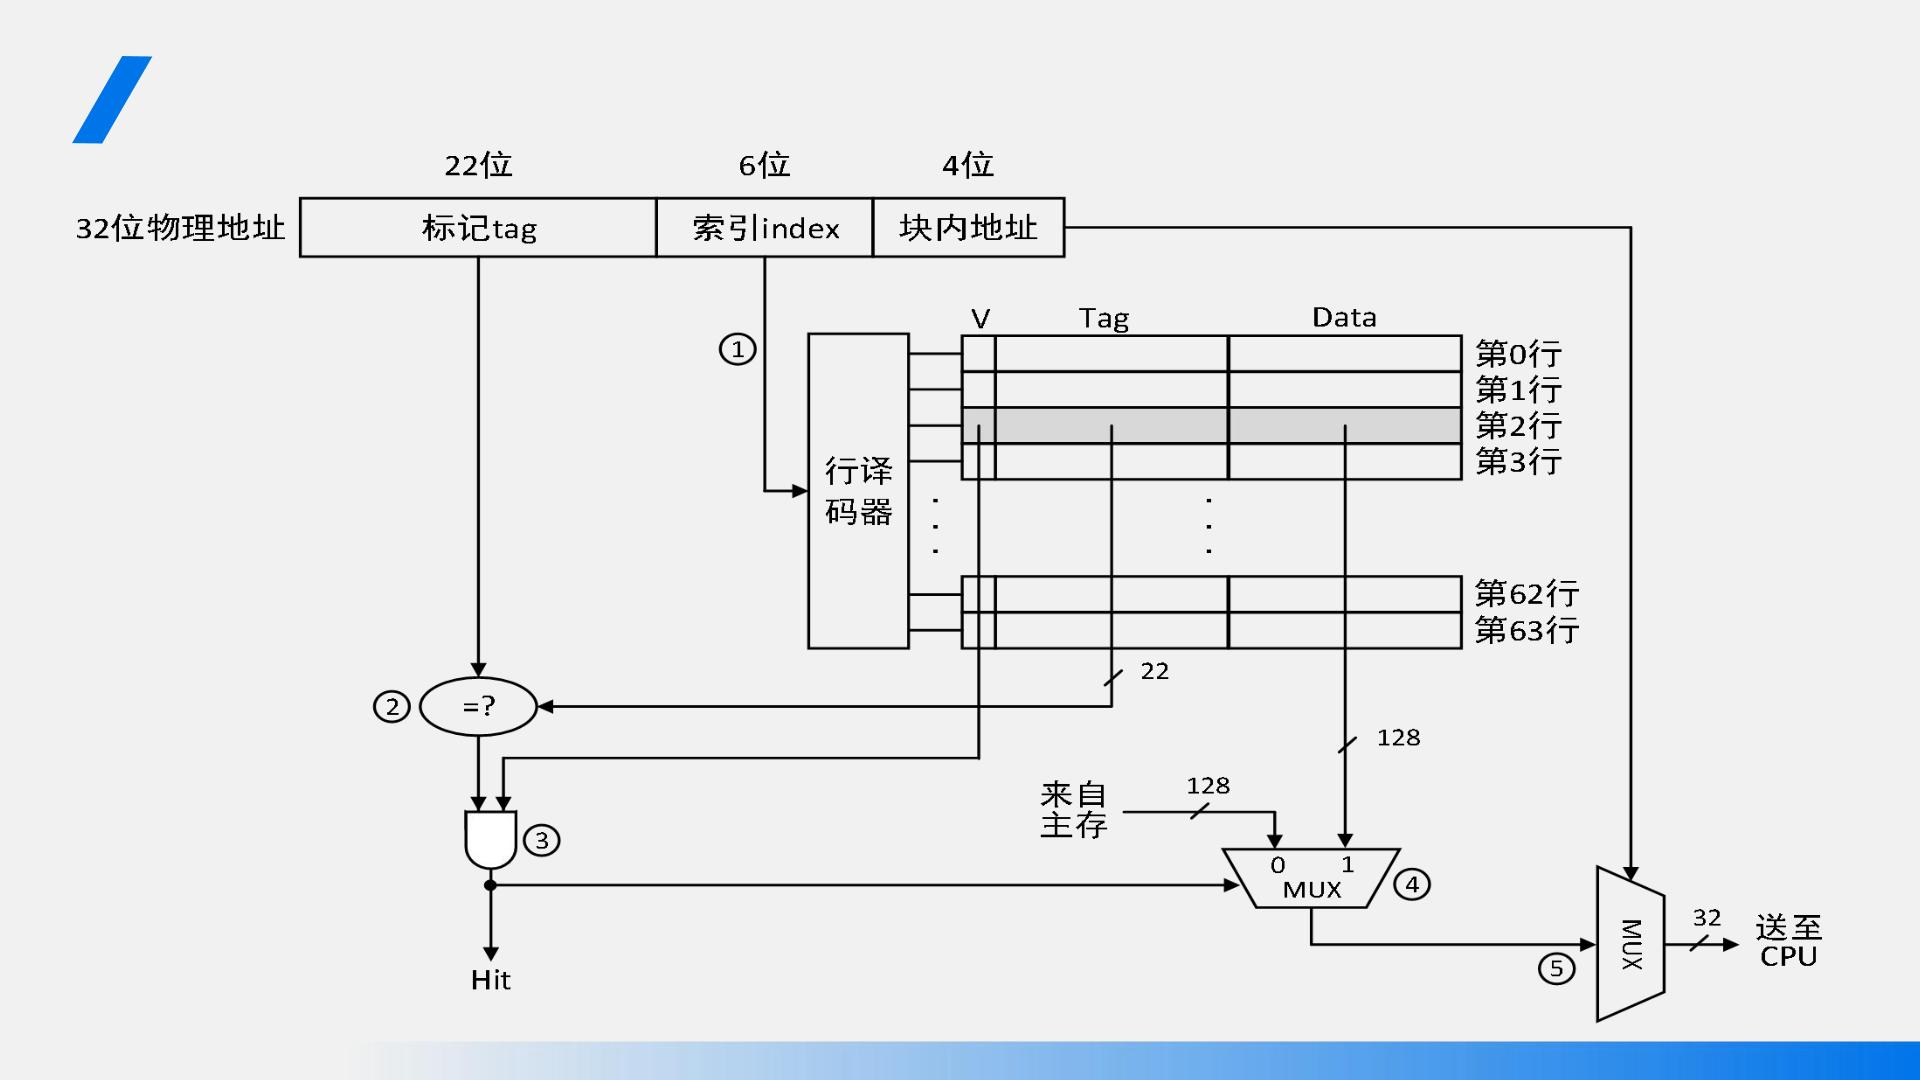 22位 6位 4位
32位物理地址 标记tag 索引index 块内地址
V Tag Data
① 第0行
第1行
第2行
第3行
行译
码器
第62行
第63行
22
② =?
128
来自 128
主存
③
0 1
MUX ④
MUX 32 送至
CPU
⑤
Hit